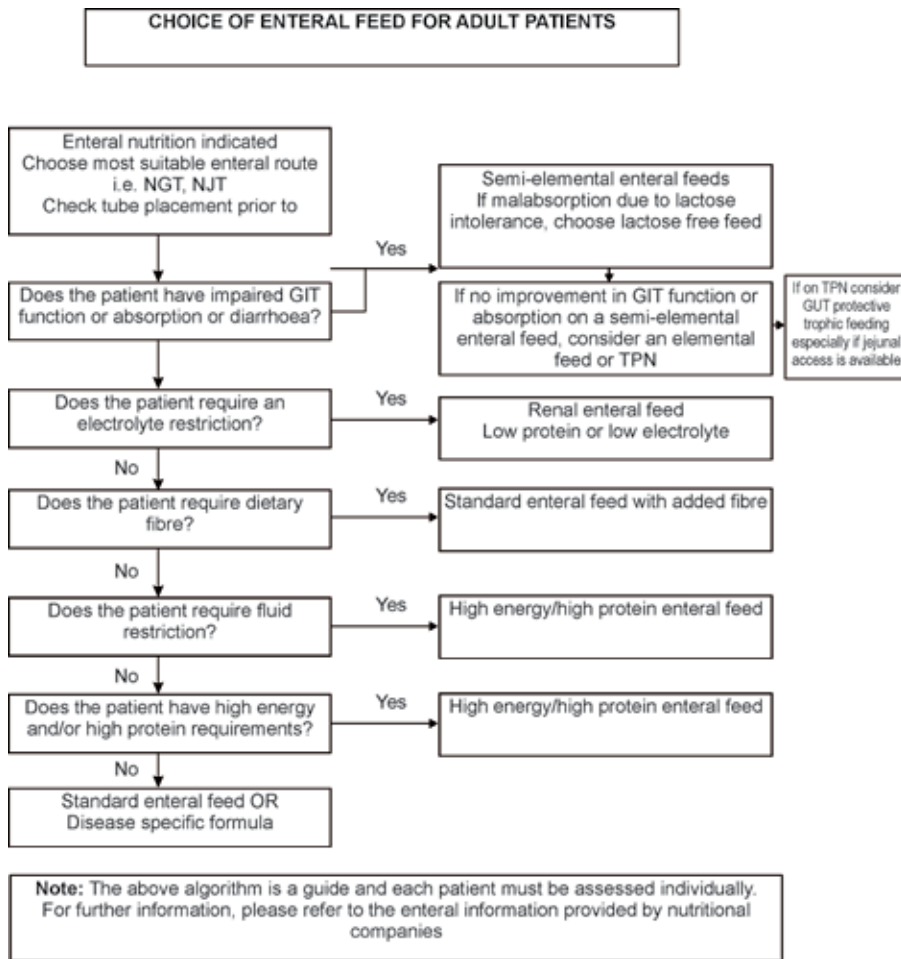 CHOICE OF ENTERAL FEED FOR ADULT PATIENTS
Enteral nutrition indicated
Choose most suitable enteral route
i.e. NGT, NJT
Check tube placement prior to
Yes
Semi-elemental enteral feeds
If malabsorption due to lactose
intolerance, choose lactose free feed
Does the patient have impaired GIT
function or absorption or diarrhoea?
If no improvement in GIT function or
absorption on a semi-elemental
enteral feed, consider an elemental
feed or TPN
If on TPN consider
GUT protective
trophic feeding
especially if jejunal
access is available
Does the patient require an
electrolyte restriction?
Yes
Renal enteral feed
Low protein or low electrolyte
No
Does the patient require dietary
fibre?
Yes
Standard enteral feed with added fibre
No
Does the patient require fluid
restriction?
Yes
High energy/high protein enteral feed
No
Does the patient have high energy
and/or high protein requirements?
Yes
High energy/high protein enteral feed
No
Standard enteral feed OR
Disease specific formula
Note: The above algorithm is a guide and each patient must be assessed individually.
For further information, please refer to the enteral information provided by nutritional
companies